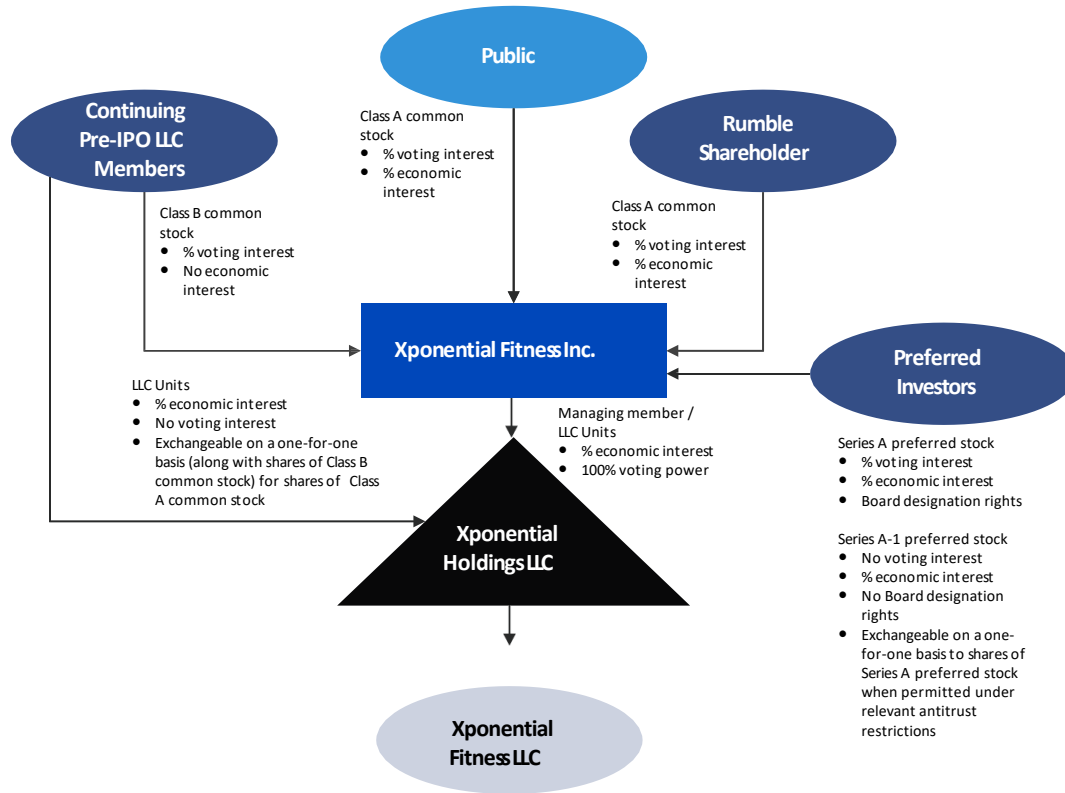 Public
Continuing
Pre-IPO LLC
Members
Rumble
Shareholder
Class A common
stock
• % voting interest
• % economic
interest
Class B common
stock
• % voting interest
• No economic
interest
Class A common
stock
• % voting interest
• % economic
interest
Xponential Fitness Inc.
Preferred
Investors
LLC Units
• % economic interest
• No voting interest
• Exchangeable on a one-for-one
basis (along with shares of Class B
common stock) for shares of Class
A common stock
Managing member /
LLC Units
• % economic interest
• 100% voting power
Series A preferred stock
• % voting interest
• % economic interest
• Board designation rights
Series A-1 preferred stock
• No voting interest
• % economic interest
• No Board designation
rights
• Exchangeable on a one-
for-one basis to shares of
Series A preferred stock
when permitted under
relevant antitrust
restrictions
Xponential
Holdings LLC
Xponential
Fitness LLC